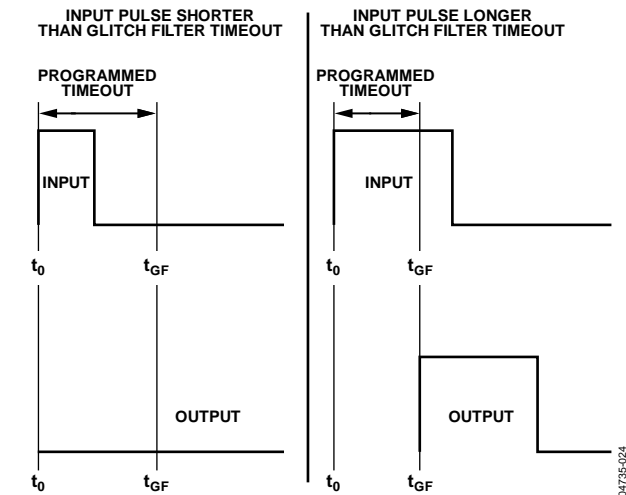 INPUT PULSE SHORTER
THAN GLITCH FILTER TIMEOUT
PROGRAMMED
TIMEOUT
INPUT
t0
tGF
OUTPUT
t0
tGF
INPUT PULSE LONGER
THAN GLITCH FILTER TIMEOUT
PROGRAMMED
TIMEOUT
INPUT
t0
tGF
OUTPUT
t0
tGF
04735-024